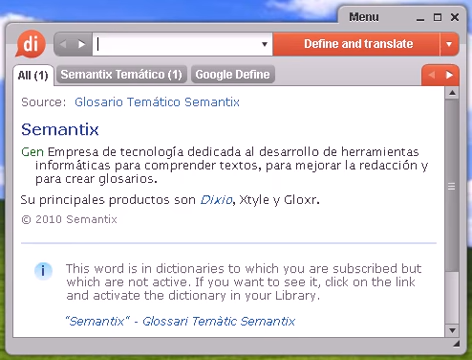 Menu
di
Define and translate
All (1)
Semantix Temático (1)
Google Define
Source: Glosario Temático Semantix
Semantix
Gen Empresa de tecnología dedicada al desarrollo de herramientas
informáticas para comprender textos, para mejorar la redacción y
para crear glosarios.
Su principales producto​s son Dixio, Xtyle y Gloxr.
© 2010 Semantix
i
This word is in dictionaries to which you are subscribed but
which are not active. If you want to see it, click on the link
and activate the dictionary in your Library.
"Semantix" - Glossari Temàtic Semantix